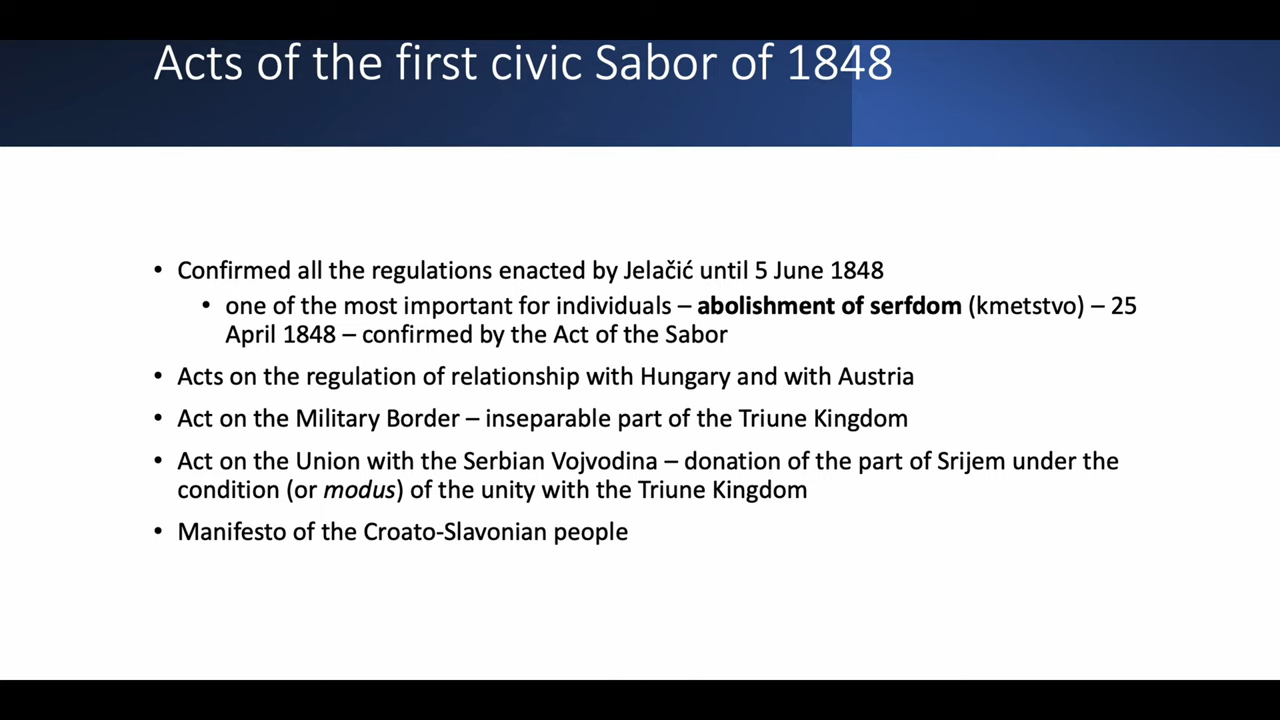 Acts of the first civic Sabor of 1848
• Confirmed all the regulations enacted by Jelačić until 5 June 1848
• one of the most important for individuals – abolishment of serfdom (kmetstvo) – 25
April 1848 – confirmed by the Act of the Sabor
• Acts on the regulation of relationship with Hungary and with Austria
• Act on the Military Border – inseparable part of the Triune Kingdom
• Act on the Union with the Serbian Vojvodina – donation of the part of Srijem under the
condition (or modus) of the unity with the Triune Kingdom
• Manifesto of the Croato-Slavonian people